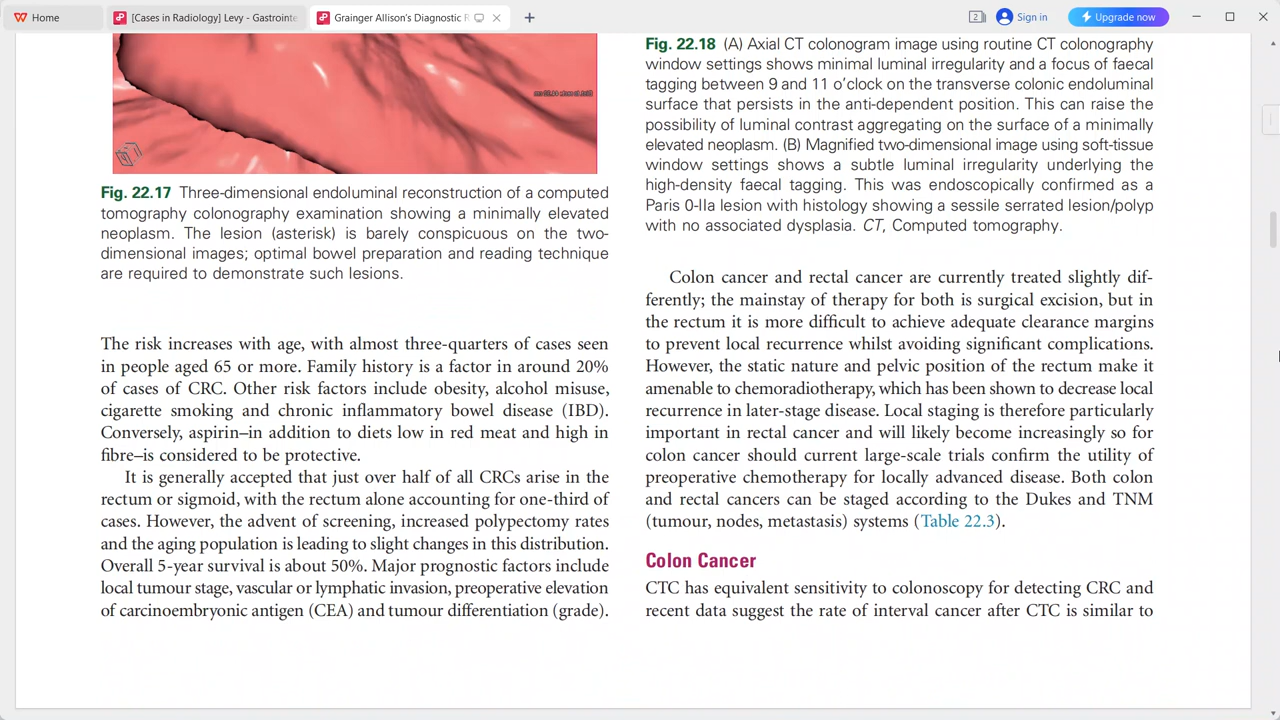 Home
[Cases in Radiology] Levy - Gastrointe
Grainger Allison's Diagnostic R
2
Sign in
Upgrade now
Fig. 22.17 Three-dimensional endoluminal reconstruction of a computed
tomography colonography examination showing a minimally elevated
neoplasm. The lesion (asterisk) is barely conspicuous on the two-
dimensional images; optimal bowel preparation and reading technique
are required to demonstrate such lesions.
The risk increases with age, with almost three-quarters of cases seen
in people aged 65 or more. Family history is a factor in around 20%
of cases of CRC. Other risk factors include obesity, alcohol misuse,
cigarette smoking and chronic inflammatory bowel disease (IBD).
Conversely, aspirin–in addition to diets low in red meat and high in
fibre–is considered to be protective.
It is generally accepted that just over half of all CRCs arise in the
rectum or sigmoid, with the rectum alone accounting for one-third of
cases. However, the advent of screening, increased polypectomy rates
and the aging population is leading to slight changes in this distribution.
Overall 5-year survival is about 50%. Major prognostic factors include
local tumour stage, vascular or lymphatic invasion, preoperative elevation
of carcinoembryonic antigen (CEA) and tumour differentiation (grade).
Fig. 22.18 (A) Axial CT colonogram image using routine CT colonography
window settings shows minimal luminal irregularity and a focus of faecal
tagging between 9 and 11 o'clock on the transverse colonic endoluminal
surface that persists in the anti-dependent position. This can raise the
possibility of luminal contrast aggregating on the surface of a minimally
elevated neoplasm. (B) Magnified two-dimensional image using soft-tissue
window settings shows a subtle luminal irregularity underlying the
high-density faecal tagging. This was endoscopically confirmed as a
Paris 0-IIa lesion with histology showing a sessile serrated lesion/polyp
with no associated dysplasia. CT, Computed tomography.
Colon cancer and rectal cancer are currently treated slightly dif-
ferently; the mainstay of therapy for both is surgical excision, but in
the rectum it is more difficult to achieve adequate clearance margins
to prevent local recurrence whilst avoiding significant complications.
However, the static nature and pelvic position of the rectum make it
amenable to chemoradiotherapy, which has been shown to decrease local
recurrence in later-stage disease. Local staging is therefore particularly
important in rectal cancer and will likely become increasingly so for
colon cancer should current large-scale trials confirm the utility of
preoperative chemotherapy for locally advanced disease. Both colon
and rectal cancers can be staged according to the Dukes and TNM
(tumour, nodes, metastasis) systems (Table 22.3).
Colon Cancer
CTC has equivalent sensitivity to colonoscopy for detecting CRC and
recent data suggest the rate of interval cancer after CTC is similar to